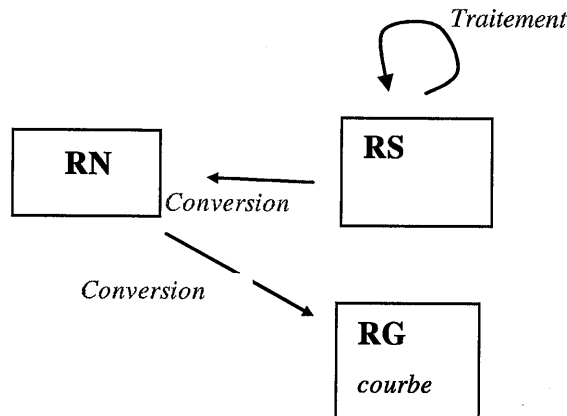 Traitement
RS
RN
Conversion
Conversion
RG
courbe